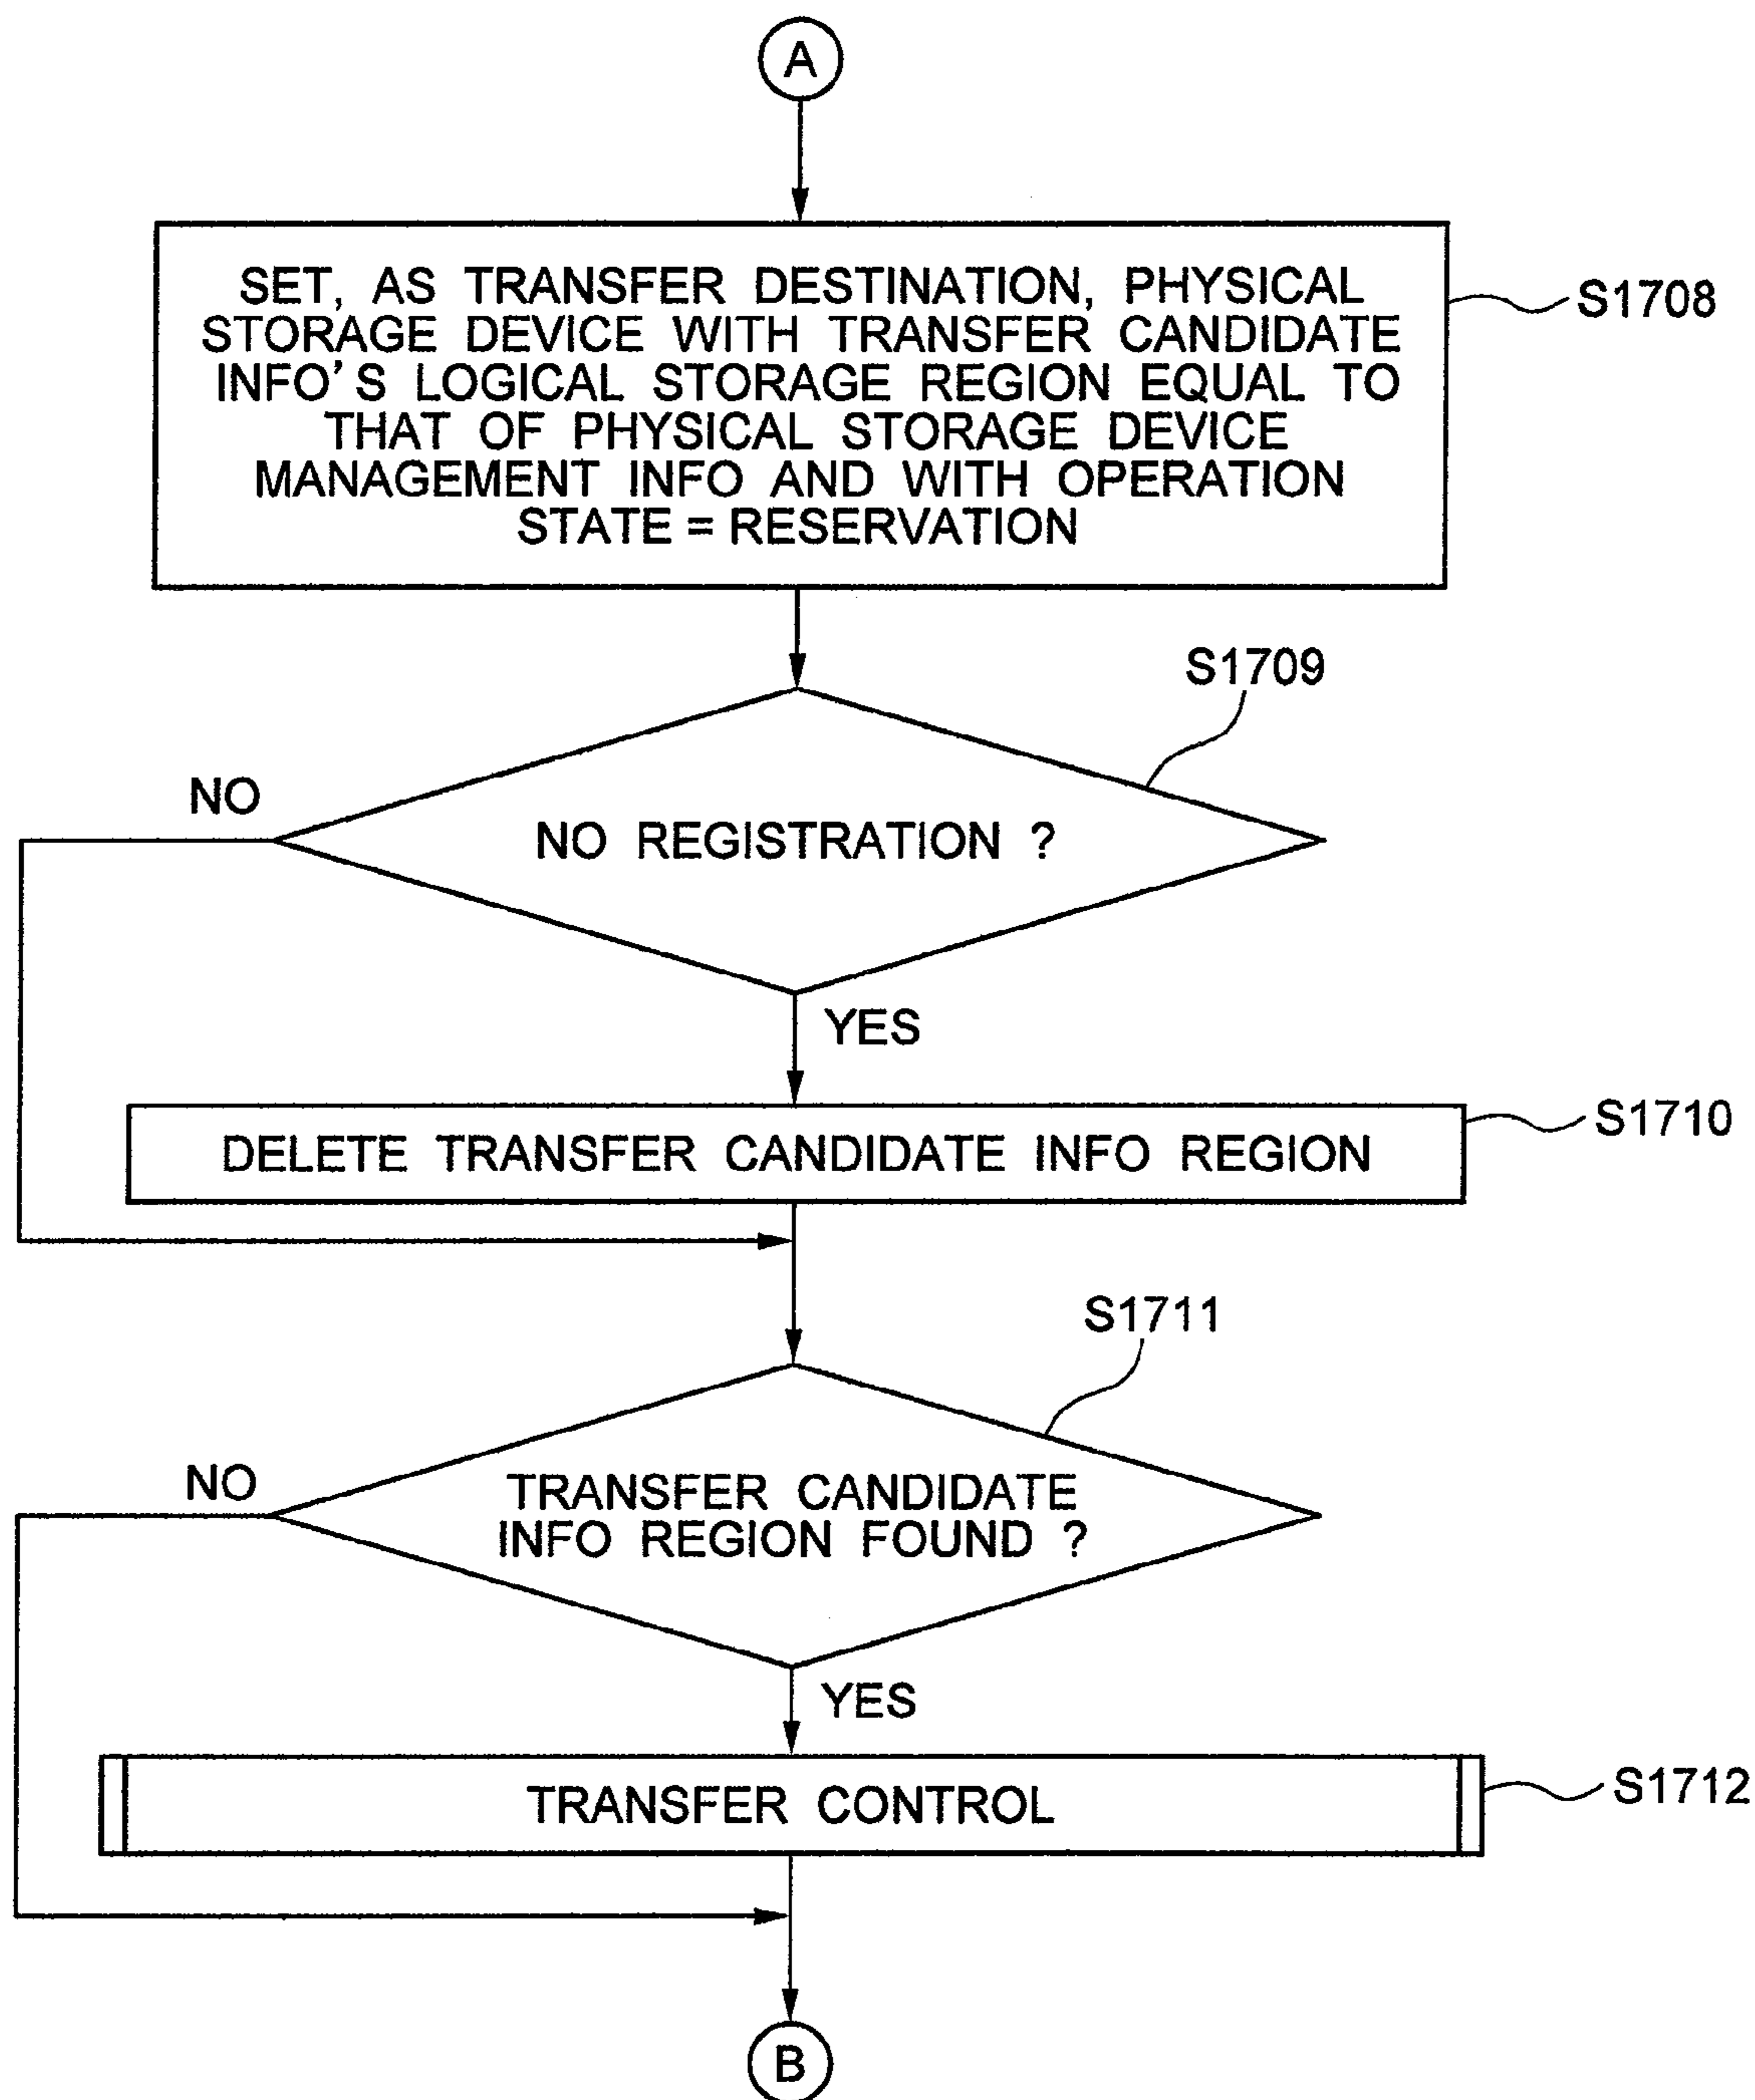 A
SET, AS TRANSFER DESTINATION, PHYSICAL
STORAGE DEVICE WITH TRANSFER CANDIDATE
INFO'S LOGICAL STORAGE REGION EQUAL TO
THAT OF PHYSICAL STORAGE DEVICE
MANAGEMENT INFO AND WITH OPERATION
STATE = RESERVATION
S1708
S1709
NO
NO REGISTRATION ?
YES
DELETE TRANSFER CANDIDATE INFO REGION
S1710
S1711
NO
TRANSFER CANDIDATE
INFO REGION FOUND ?
YES
TRANSFER CONTROL
S1712
B